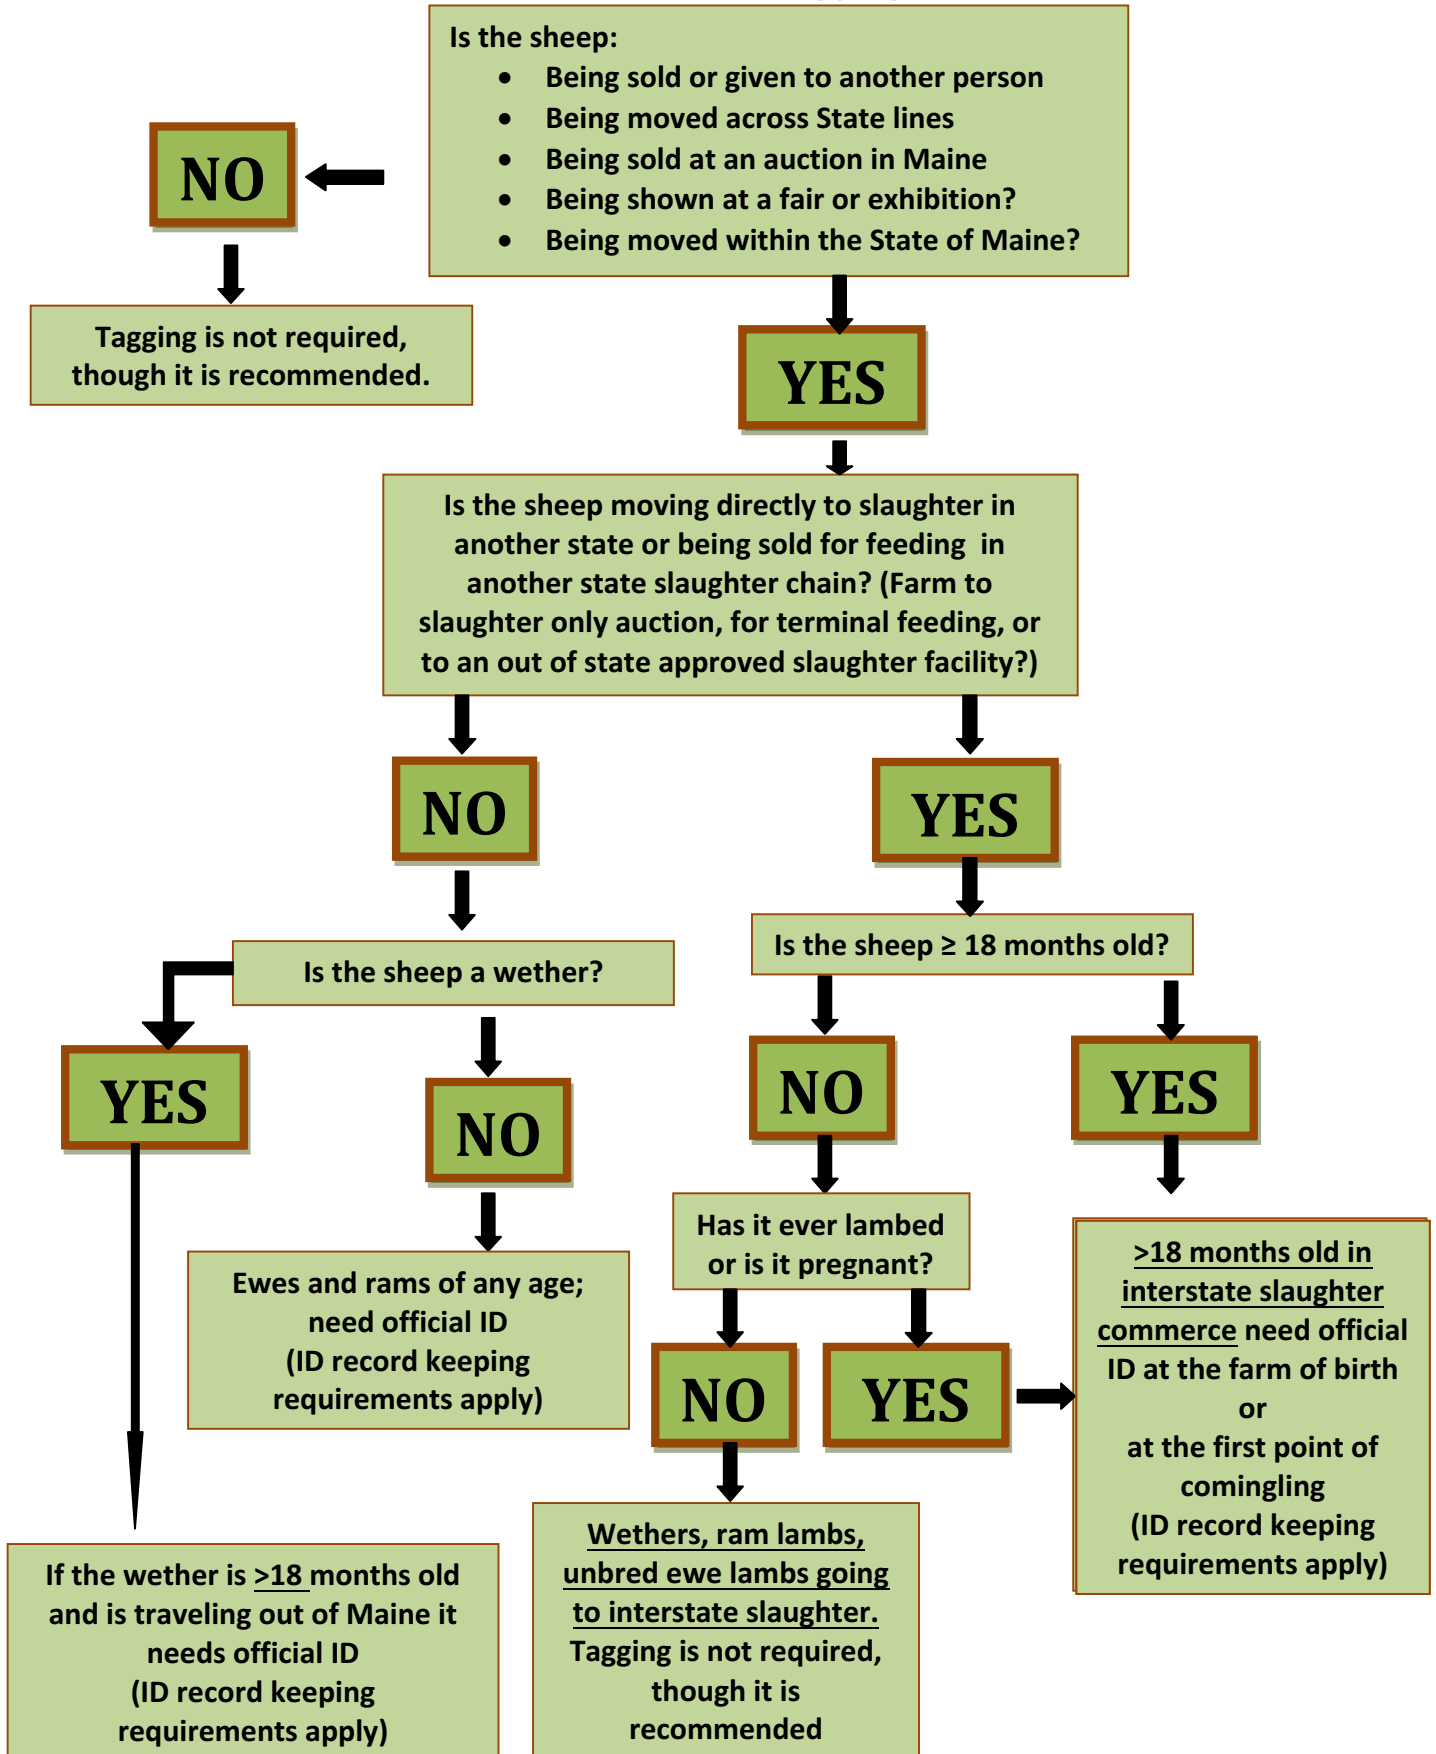 Is the sheep:
• Being sold or given to another person
• Being moved across State lines
• Being sold at an auction in Maine
• Being shown at a fair or exhibition?
• Being moved within the State of Maine?
NO
Tagging is not required,
though it is recommended.
YES
Is the sheep moving directly to slaughter in
another state or being sold for feeding in
another state slaughter chain? (Farm to
slaughter only auction, for terminal feeding, or
to an out of state approved slaughter facility?)
NO
YES
Is the sheep a wether?
Is the sheep ≥ 18 months old?
YES
NO
NO
YES
Ewes and rams of any age;
need official ID
(ID record keeping
requirements apply)
Has it ever lambed
or is it pregnant?
>18 months old in
interstate slaughter
commerce need official
ID at the farm of birth
or
at the first point of
comingling
(ID record keeping
requirements apply)
NO
YES
If the wether is >18 months old
and is traveling out of Maine it
needs official ID
(ID record keeping
requirements apply)
Wethers, ram lambs,
unbred ewe lambs going
to interstate slaughter.
Tagging is not required,
though it is
recommended